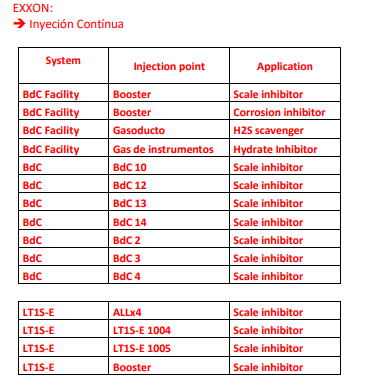 EXXON:
➔ Inyeción Contínua
System Injection point Application
BdC Facility Booster Scale inhibitor
BdC Facility Booster Corrosion inhibitor
BdC Facility Gasoducto H2S scavenger
BdC Facility Gas de instrumentos Hydrate Inhibitor
BdC BdC 10 Scale inhibitor
BdC BdC 12 Scale inhibitor
BdC BdC 13 Scale inhibitor
BdC BdC 14 Scale inhibitor
BdC BdC 2 Scale inhibitor
BdC BdC 3 Scale inhibitor
BdC BdC 4 Scale inhibitor
LT1S-E ALLx4 Scale inhibitor
LT1S-E LT1S-E 1004 Scale inhibitor
LT1S-E LT1S-E 1005 Scale inhibitor
LT1S-E Booster Scale inhibitor